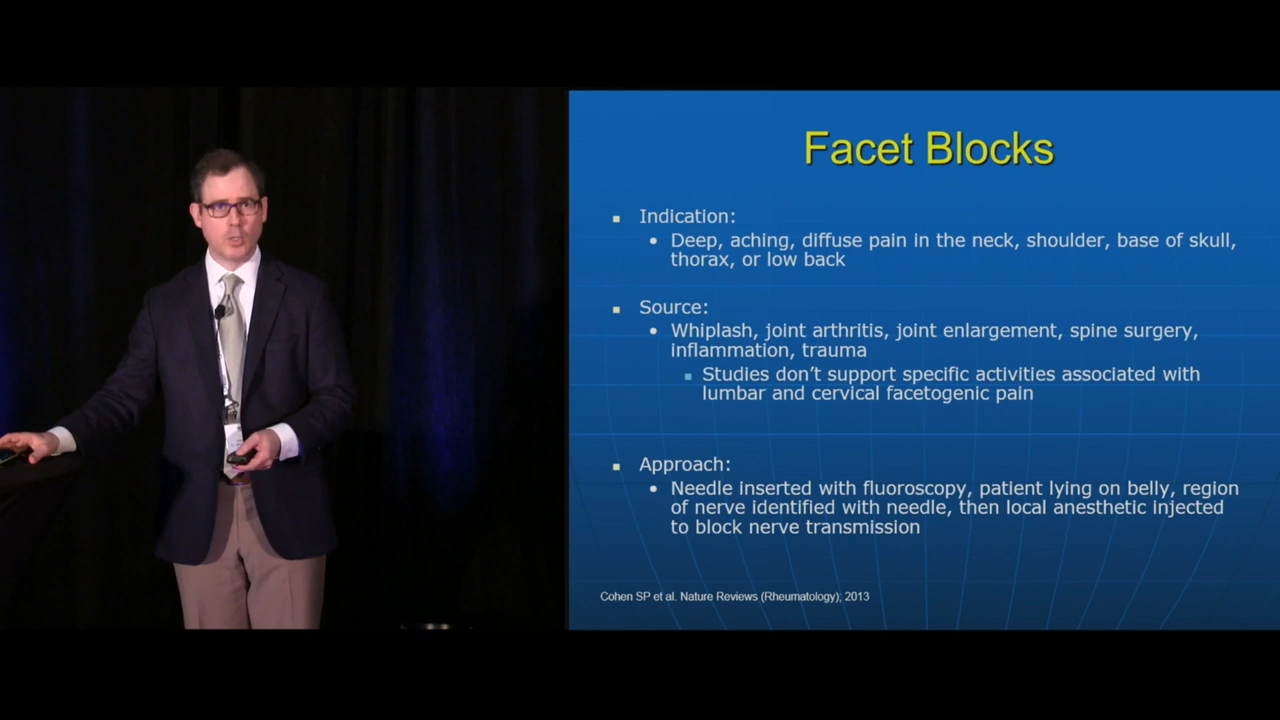 Facet Blocks
Indication:
Deep, aching, diffuse pain in the neck, shoulder, base of skull,
thorax, or low back
Source:
Whiplash, joint arthritis, joint enlargement, spine surgery,
inflammation, trauma
Studies don't support specific activities associated with
lumbar and cervical facetogenic pain
Approach:
Needle inserted with fluoroscopy, patient lying on belly, region
of nerve identified with needle, then local anesthetic injected
to block nerve transmission
Cohen SP et al. Nature Reviews (Rheumatology); 2013